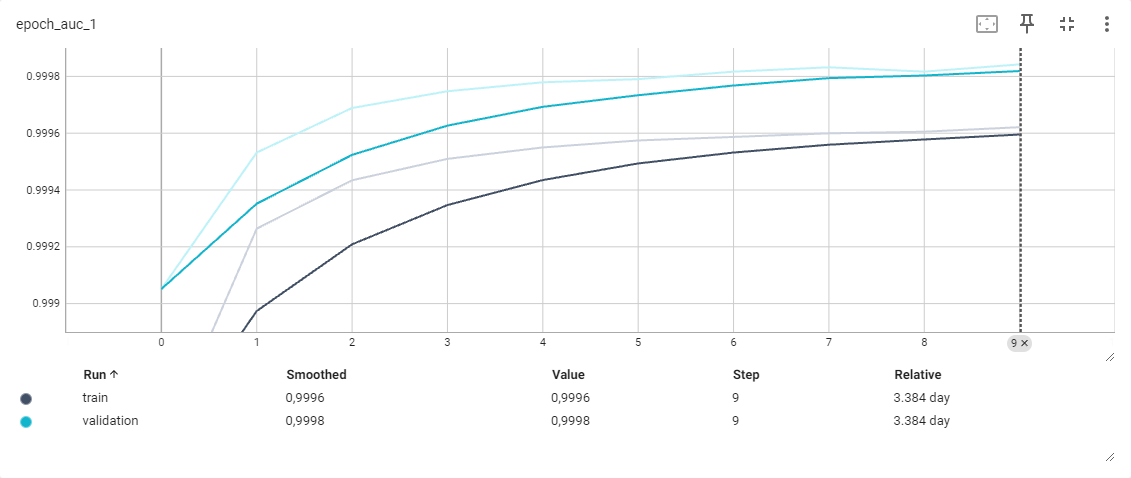 epoch_auc_1
0.9998
0.9996
0.9994
0.9992
0.999
0 1 2 3 4 5 6 7 8 9 ×
Run ↑ Smoothed Value Step Relative
train 0,9996 0,9996 9 3.384 day
validation 0,9998 0,9998 9 3.384 day